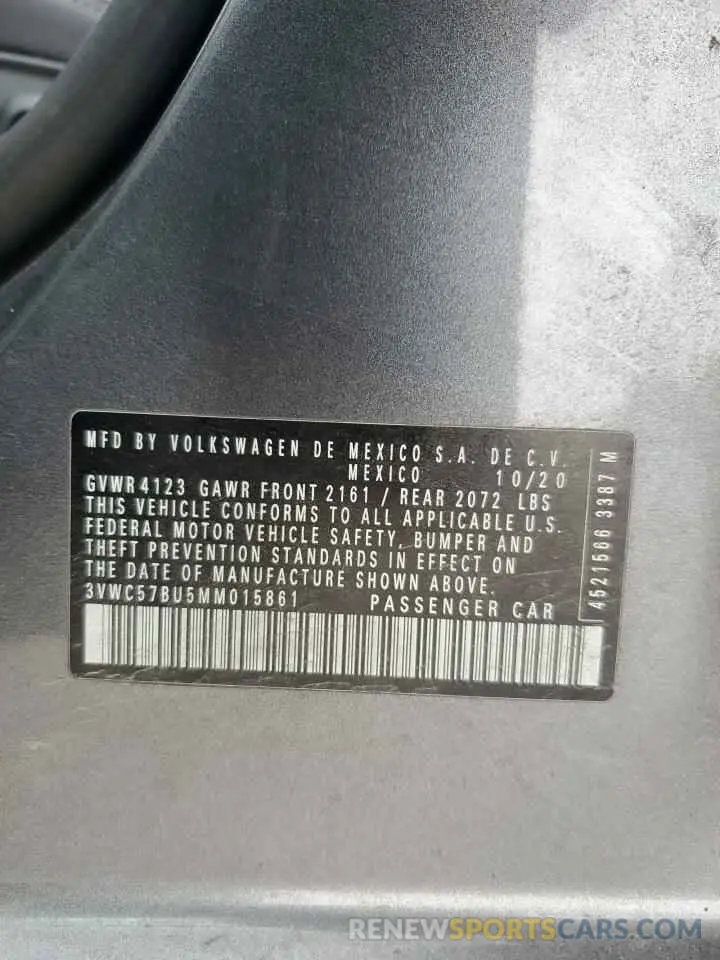 MFD BY VOLKSWAGEN DE MEXICO S.A. DE C.V.
MEXICO 10/20
GVWR 4123 GAWR FRONT 2161 / REAR 2072 LBS
THIS VEHICLE CONFORMS TO ALL APPLICABLE U.S.
FEDERAL MOTOR VEHICLE SAFETY, BUMPER AND
THEFT PREVENTION STANDARDS IN EFFECT ON
THE DATE OF MANUFACTURE SHOWN ABOVE.
3VWC57BU5MM015861 PASSENGER CAR
4521566 3387 M
RENEWSPORTSCARS.COM